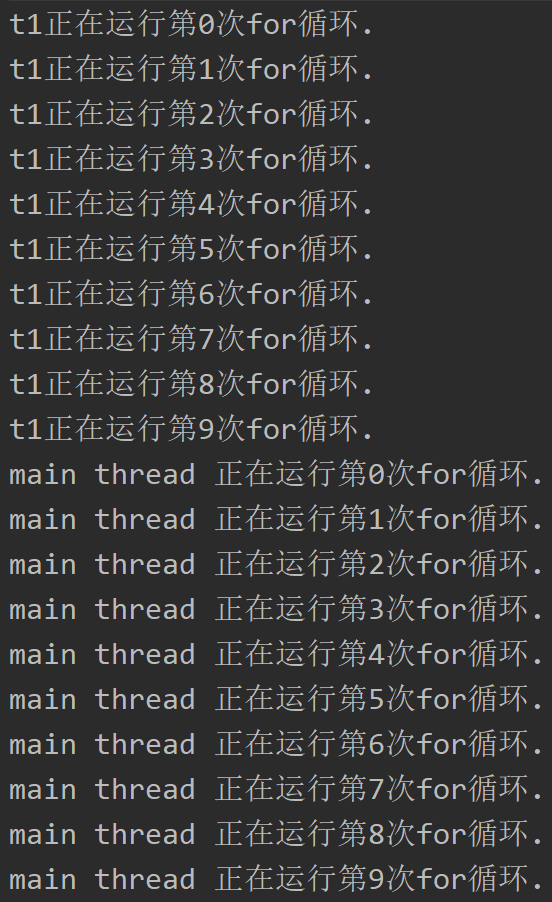 t1正在运行第0次for循环.
t1正在运行第1次for循环.
t1正在运行第2次for循环.
t1正在运行第3次for循环.
t1正在运行第4次for循环.
t1正在运行第5次for循环.
t1正在运行第6次for循环.
t1正在运行第7次for循环.
t1正在运行第8次for循环.
t1正在运行第9次for循环.
main thread 正在运行第0次for循环.
main thread 正在运行第1次for循环.
main thread 正在运行第2次for循环.
main thread 正在运行第3次for循环.
main thread 正在运行第4次for循环.
main thread 正在运行第5次for循环.
main thread 正在运行第6次for循环.
main thread 正在运行第7次for循环.
main thread 正在运行第8次for循环.
main thread 正在运行第9次for循环.